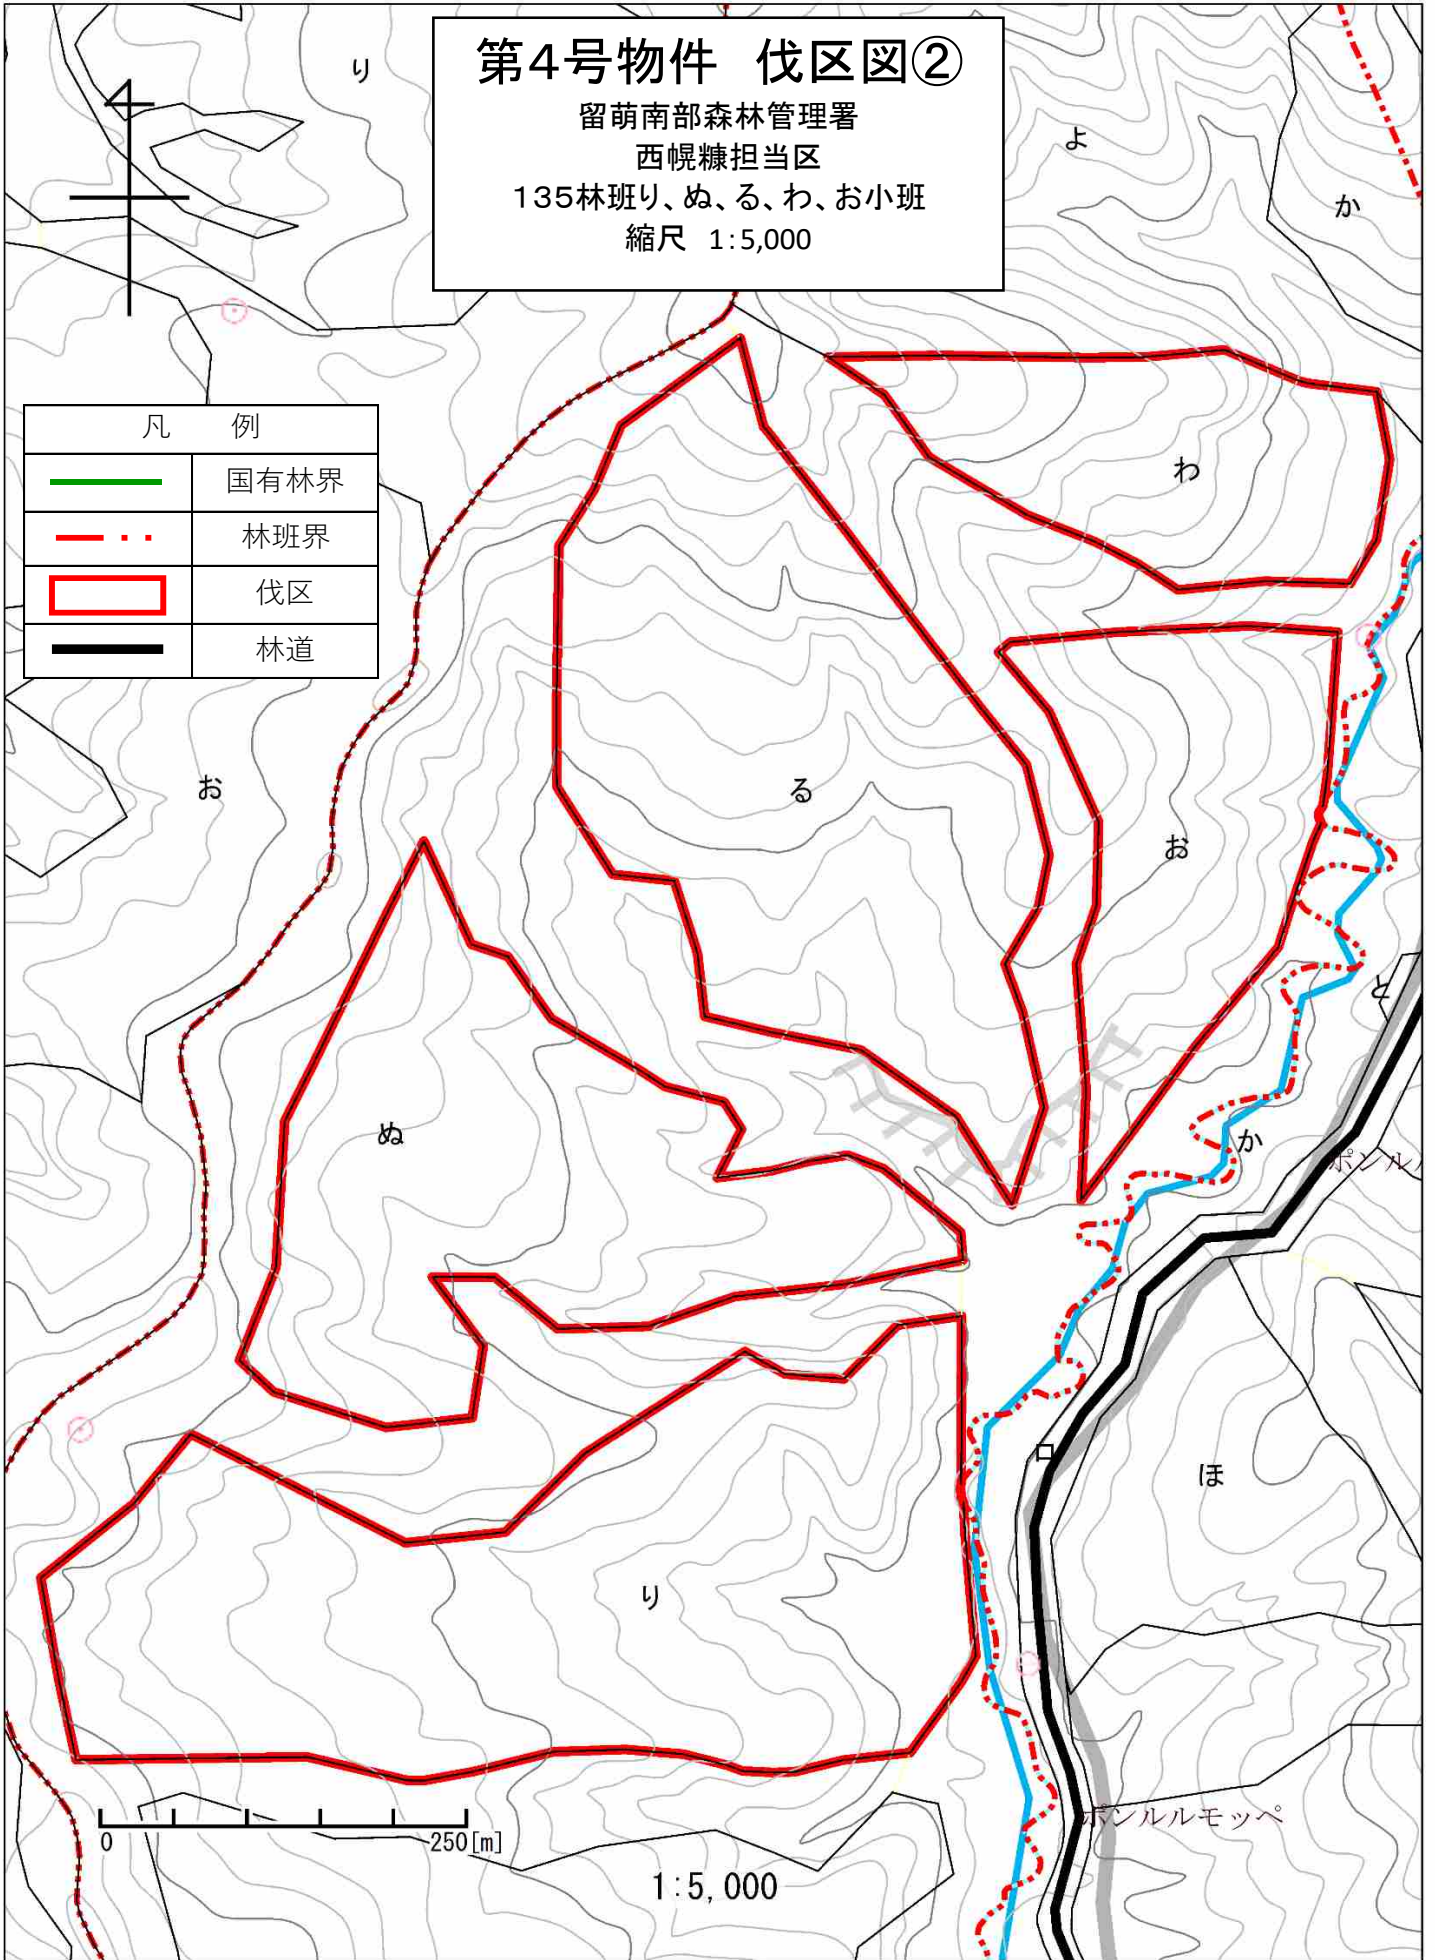 第4号物件 伐区図②
留萌南部森林管理署
西幌糠担当区
135林班り、ぬ、る、わ、お小班
縮尺 1:5,000
り
よ
か
凡 例
国有林界
林班界
伐区
林道
わ
お
る
お
と
ぬ
か
ポンル
ロ
ほ
り
ポンルルモッペ
0 250[m]
1:5,000